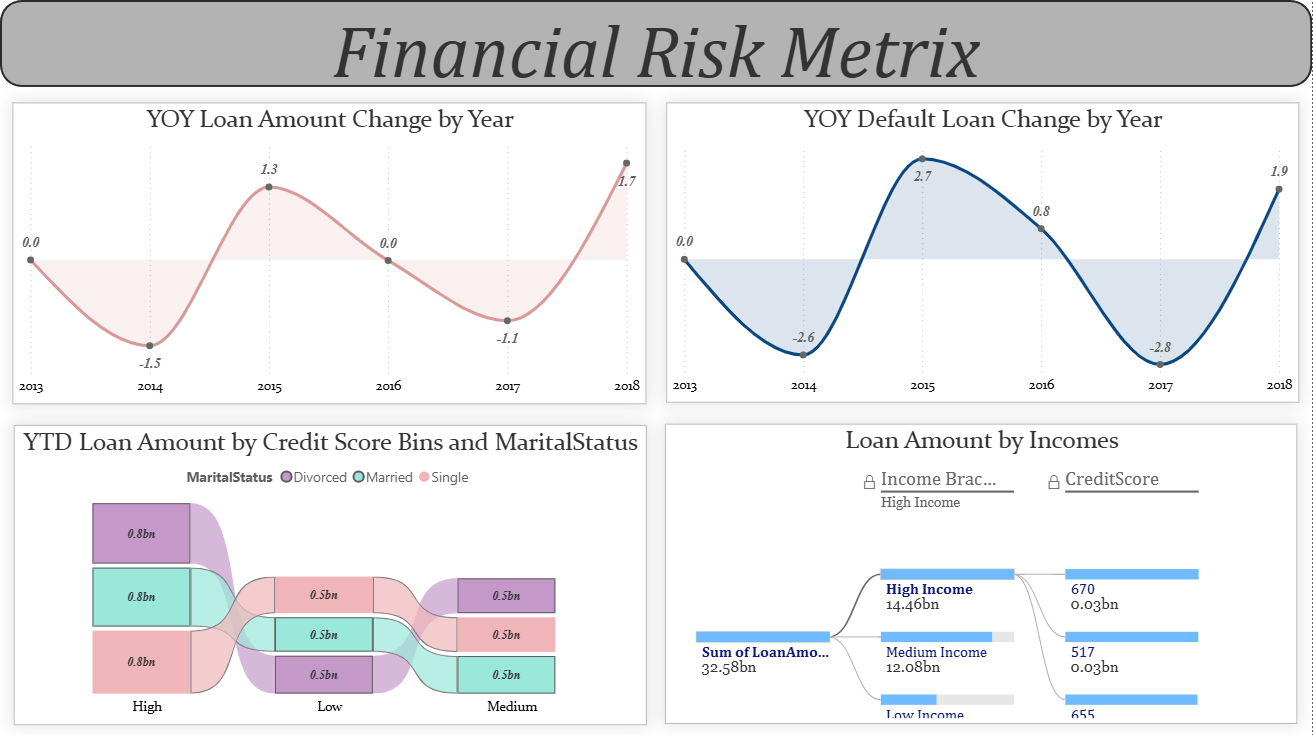 Financial Risk Metrix
YOY Loan Amount Change by Year
0.0
-1.5
1.3
0.0
-1.1
1.7
2013 2014 2015 2016 2017 2018
YOY Default Loan Change by Year
0.0
-2.6
2.7
0.8
-2.8
1.9
2013 2014 2015 2016 2017 2018
YTD Loan Amount by Credit Score Bins and MaritalStatus
MaritalStatus Divorced Married Single
0.8bn
0.8bn
0.8bn
0.5bn
0.5bn
0.5bn
0.5bn
0.5bn
0.5bn
High Low Medium
Loan Amount by Incomes
Income Brac... CreditScore
High Income
Sum of LoanAmo...
32.58bn
High Income
14.46bn
Medium Income
12.08bn
Low Income
670
0.03bn
517
0.03bn
655